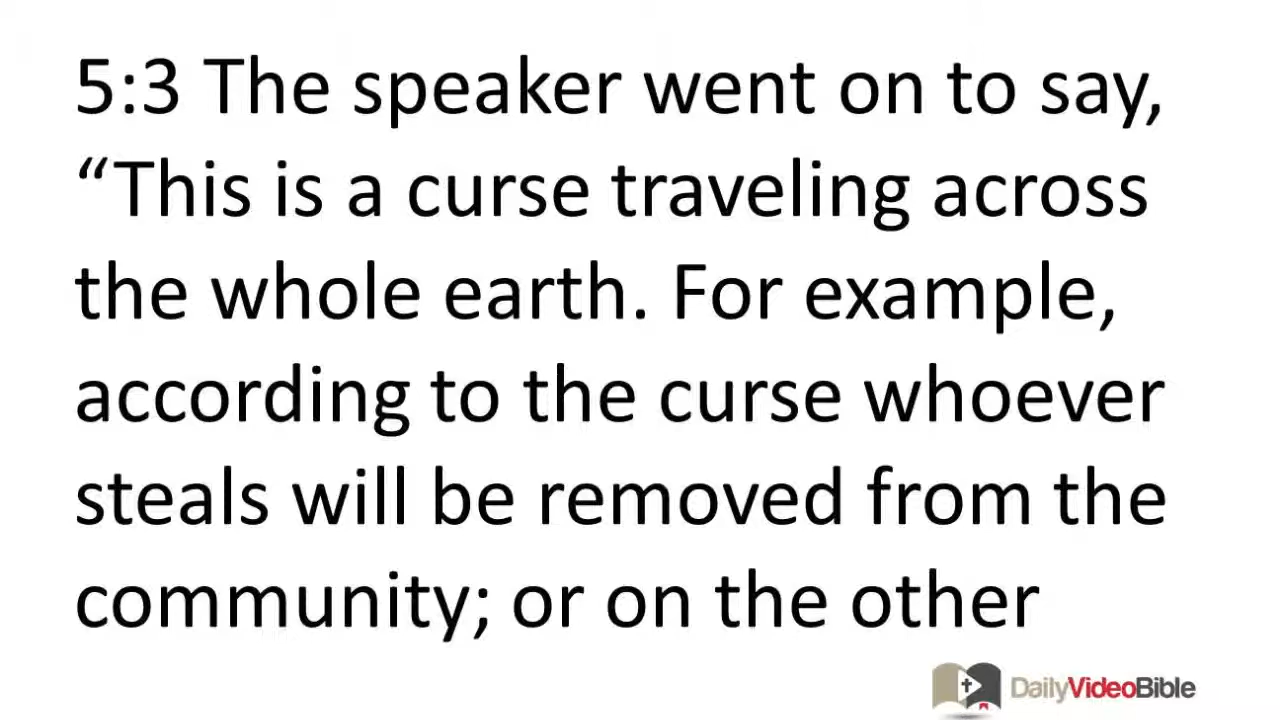 5:3 The speaker went on to say,
“This is a curse traveling across
the whole earth. For example,
according to the curse whoever
steals will be removed from the
community; or on the other
DailyVideoBible